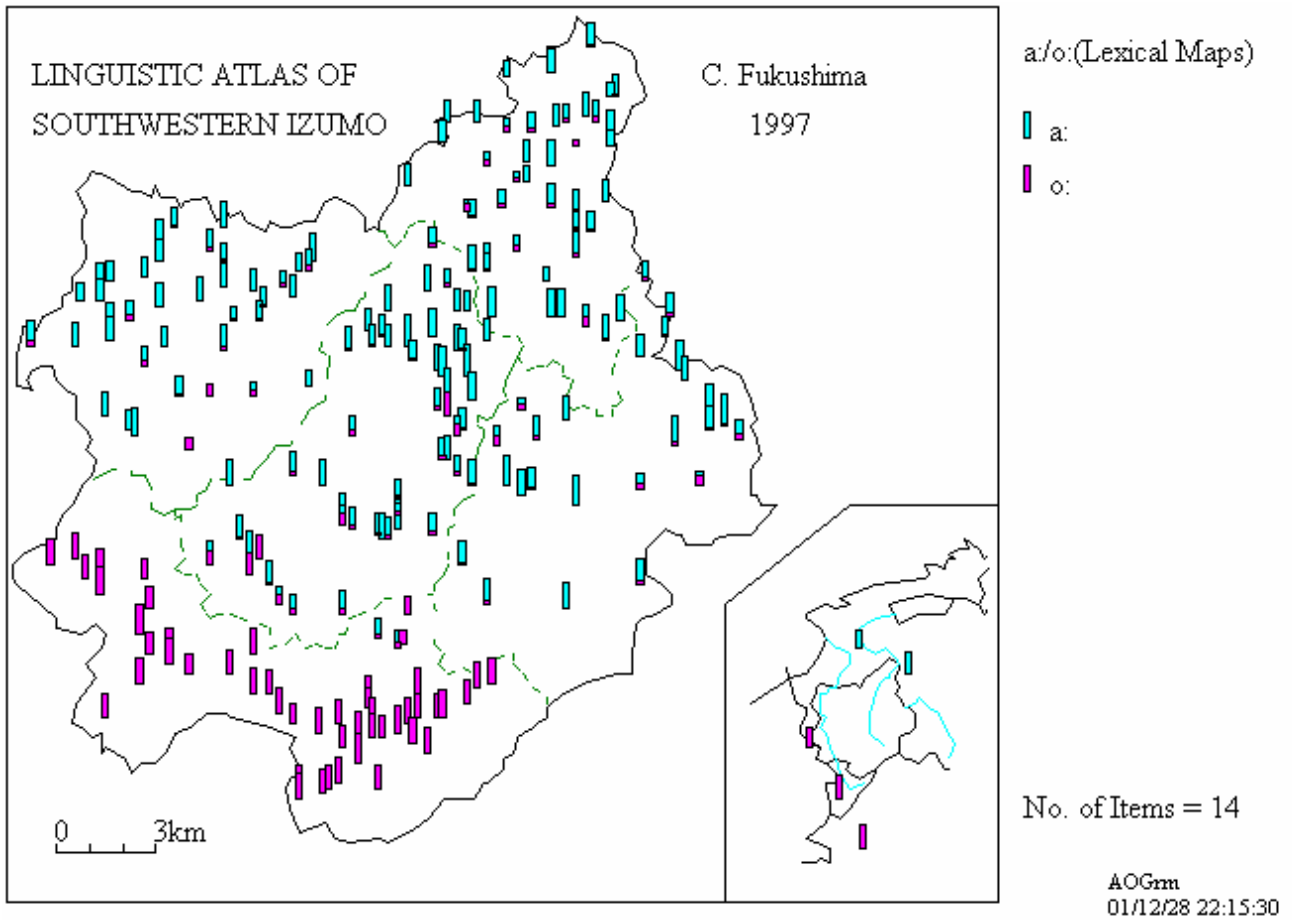 LINGUISTIC ATLAS OF
SOUTHWESTERN IZUMO
C. Fukushima
1997
a:/o:(Lexical Maps)
a:
o:
0 3km
No. of Items = 14
AOGrm
01/12/28 22:15:30